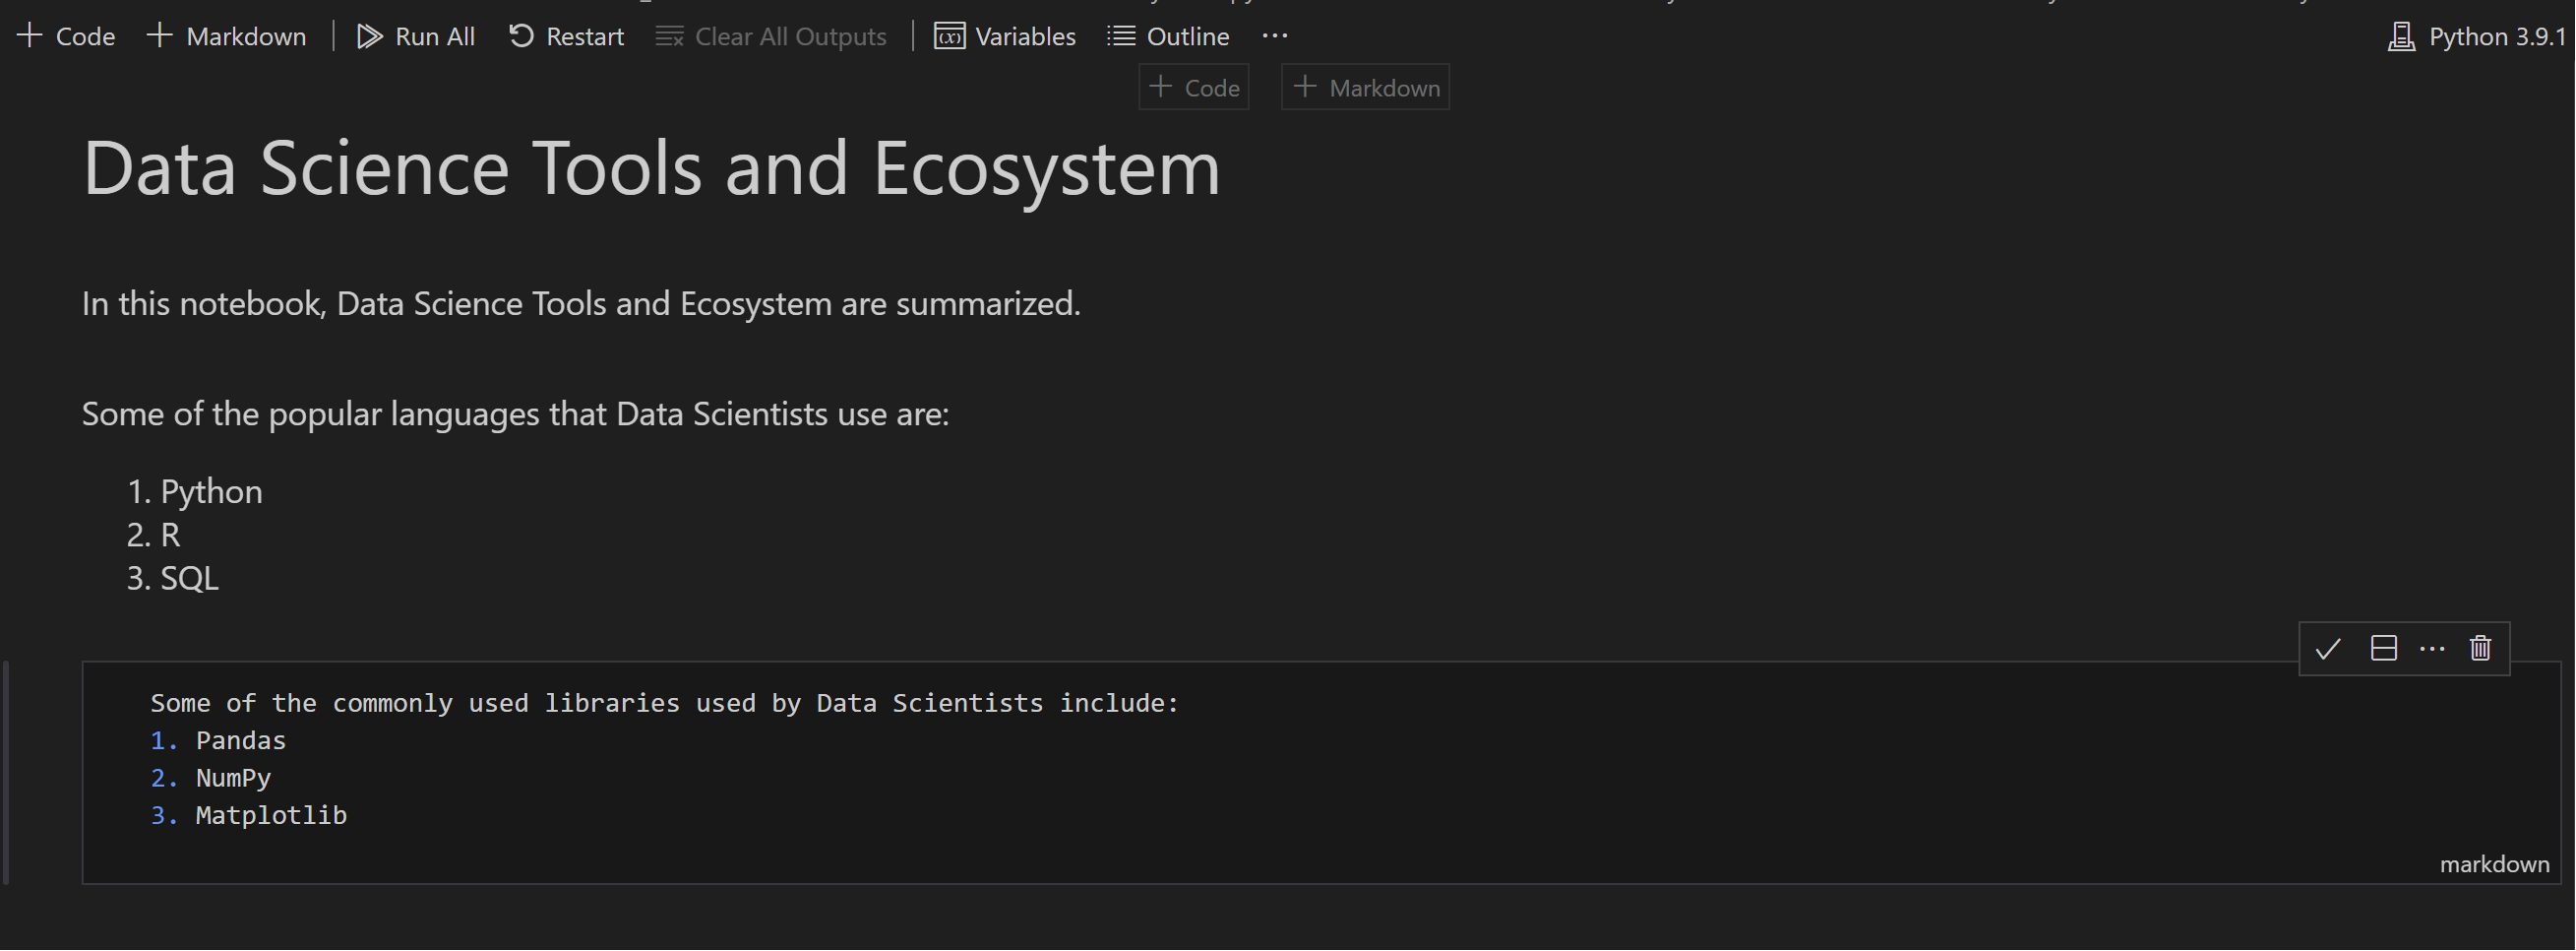 Code Markdown Run All Restart Clear All Outputs Variables Outline ... Python 3.9.1
Code Markdown
Data Science Tools and Ecosystem
In this notebook, Data Science Tools and Ecosystem are summarized.
Some of the popular languages that Data Scientists use are:
1. Python
2. R
3. SQL
Some of the commonly used libraries used by Data Scientists include:
1. Pandas
2. NumPy
3. Matplotlib
markdown